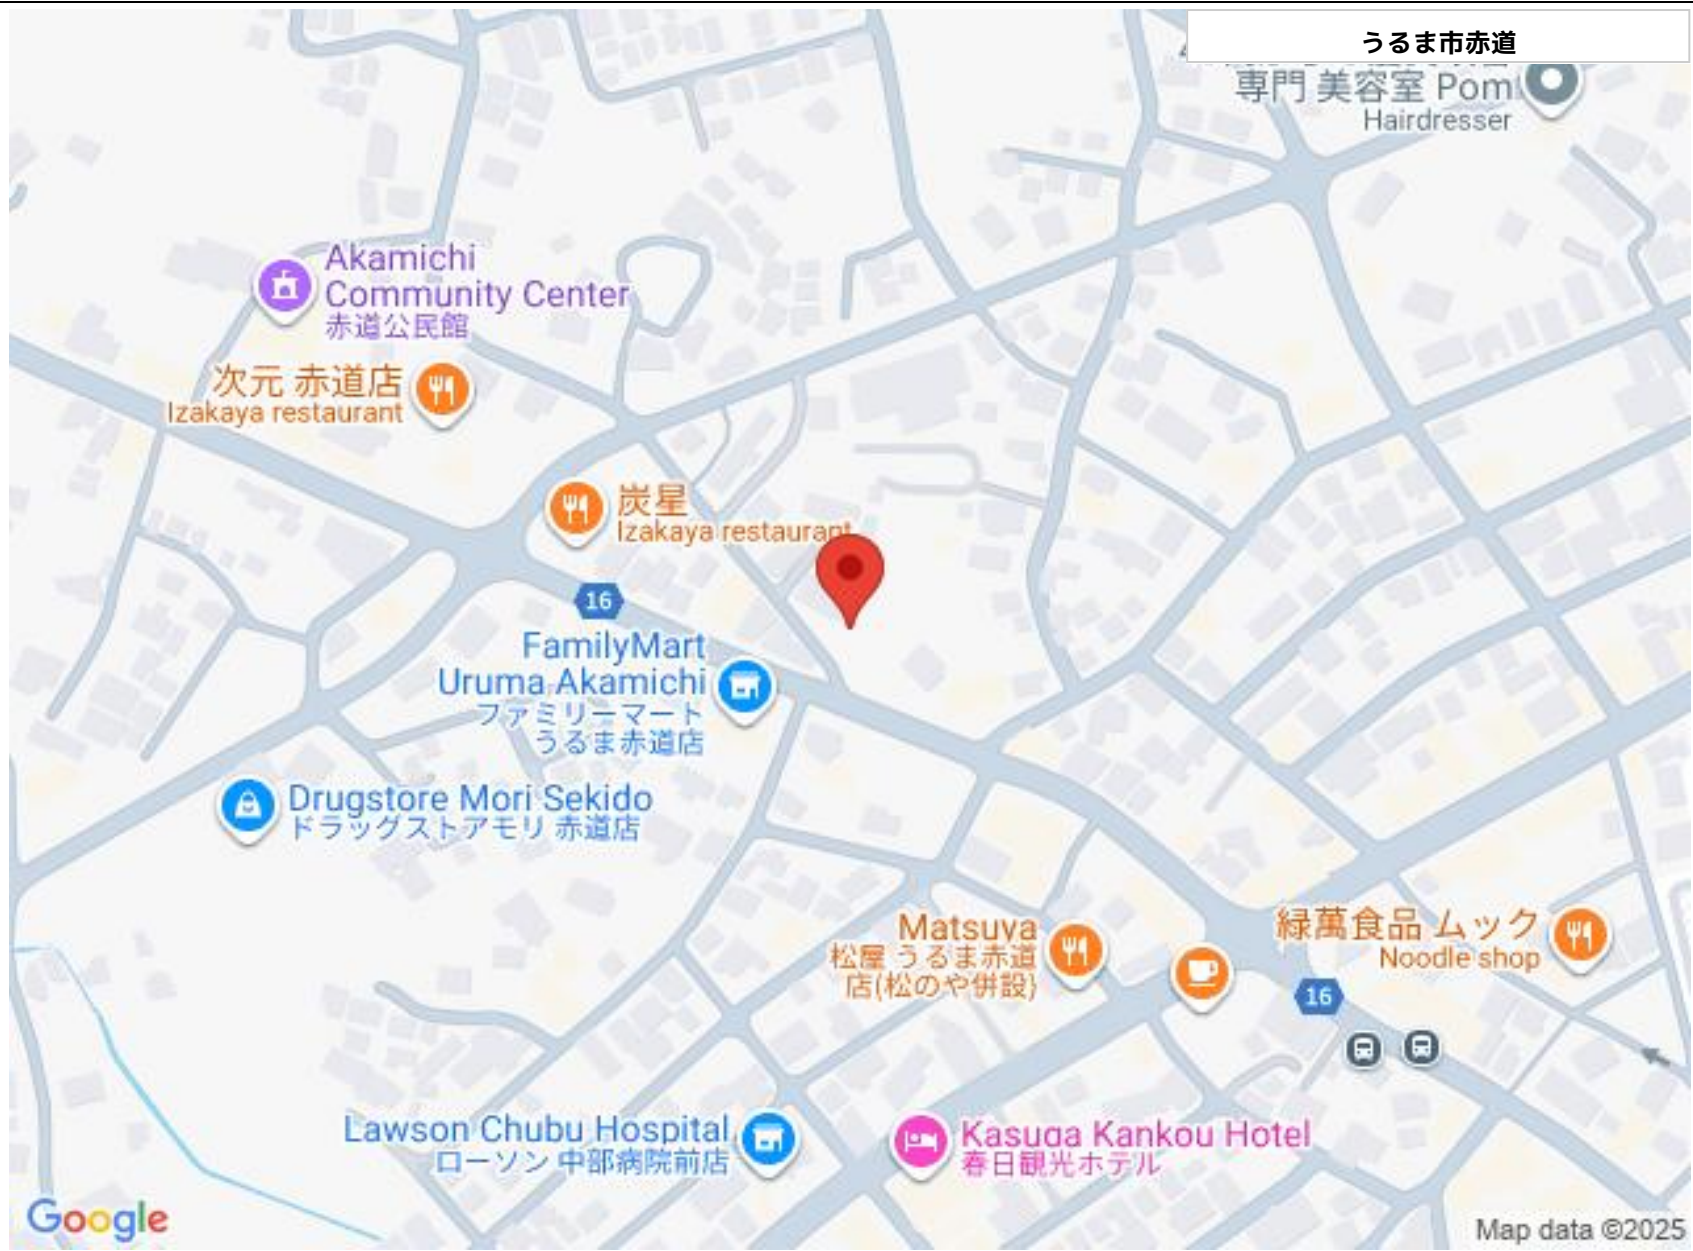 うるま市赤道
専門 美容室 Pom
Hairdresser
Akamichi
Community Center
赤道公民館
次元 赤道店
Izakaya restaurant
炭星
Izakaya restaurant
16
FamilyMart
Uruma Akamichi
ファミリーマート
うるま赤道店
Drugstore Mori Sekido
ドラッグストアモリ 赤道店
Matsuya
松屋 うるま赤道
店(松のや併設)
緑萬食品 ムック
Noodle shop
16
Lawson Chubu Hospital
ローソン 中部病院前店
Kasuga Kankou Hotel
春日観光ホテル
Google
Map data ©2025